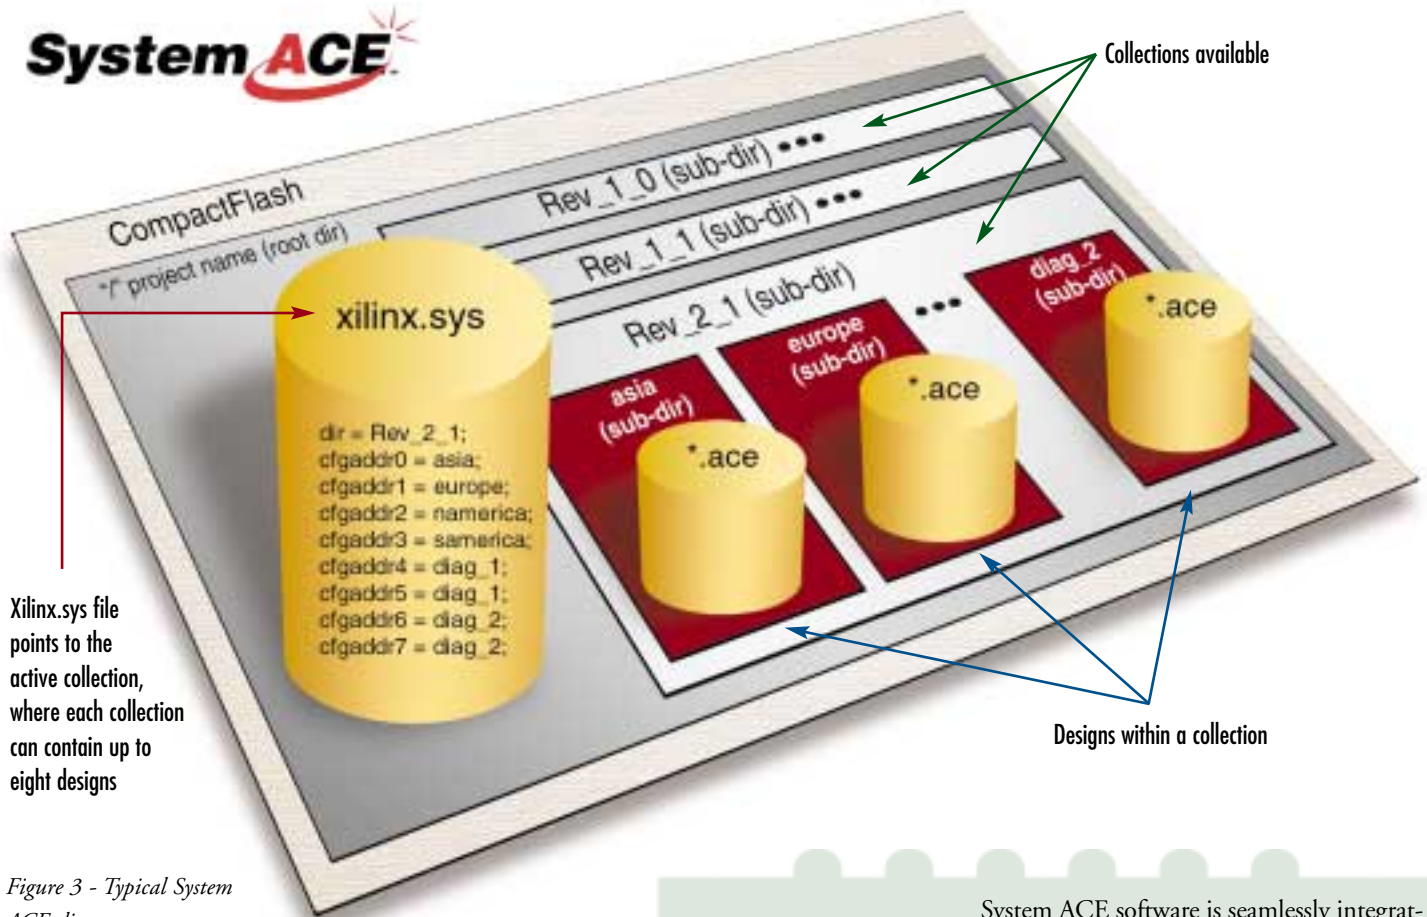 System ACE
Collections available
CompactFlash
"/" project name (root dir)
Rev_1_0 (sub-dir) •••
Rev_1_1 (sub-dir) •••
Rev_2_1 (sub-dir)
•••
xilinx.sys
dir = Rev_2_1;
cfgaddr0 = asia;
cfgaddr1 = europe;
cfgaddr2 = namerica;
cfgaddr3 = samerica;
cfgaddr4 = diag_1;
cfgaddr5 = diag_1;
cfgaddr6 = diag_2;
cfgaddr7 = diag_2;
asia
(sub-dir)
*.ace
europe
(sub-dir)
*.ace
diag_2
(sub-dir)
*.ace
Xilinx.sys file
points to the
active collection,
where each collection
can contain up to
eight designs
Designs within a collection
Figure 3 - Typical System
System ACE software is seamlessly integrat-